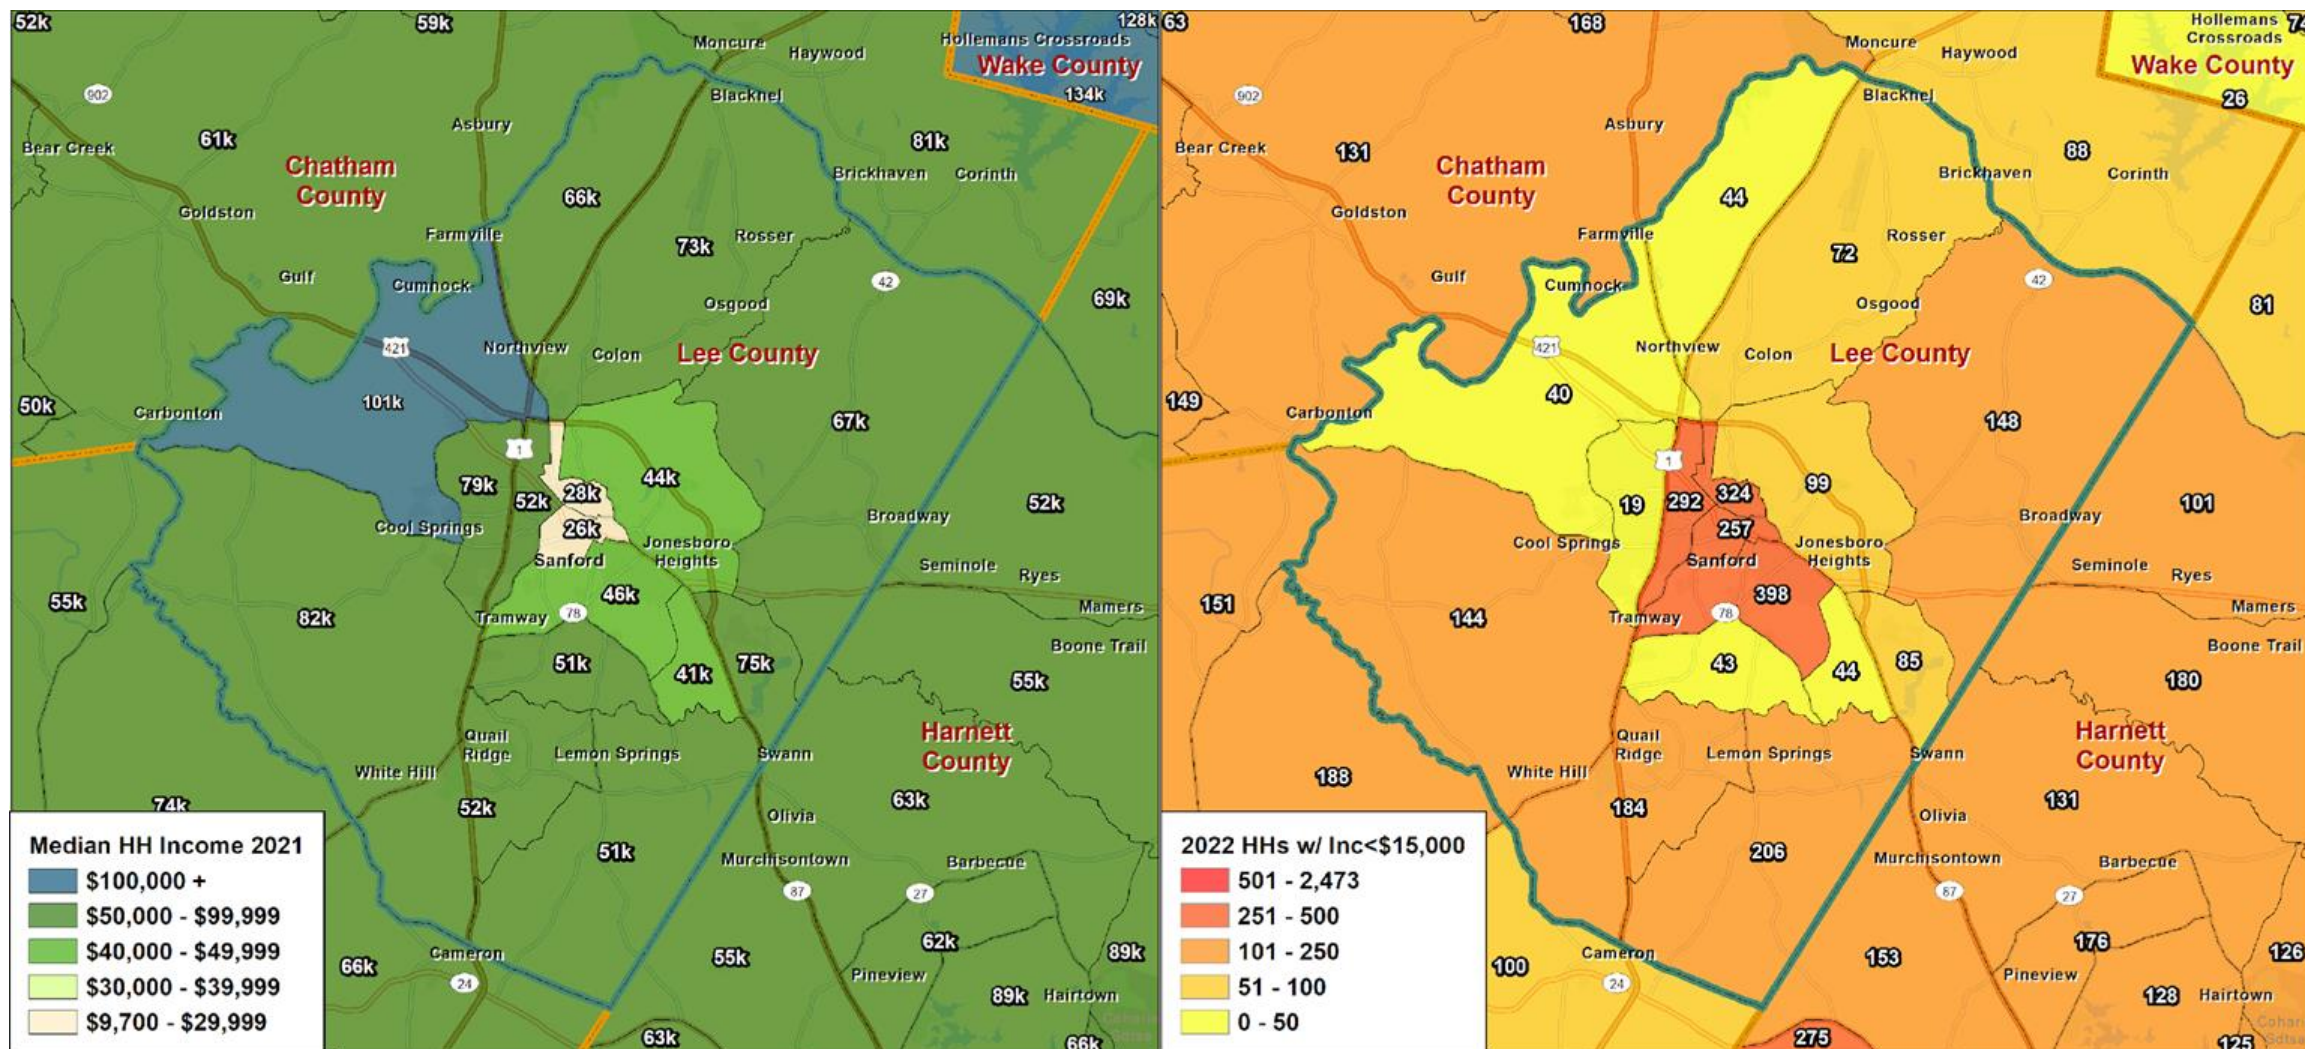 52k
59k
128k
Moncure
Haywood
Hollemans Crossroads
Wake County
902
Blacknel
134k
Asbury
61k
Bear Creek
81k
Chatham
County
Brickhaven
Corinth
66k
Goldston
Farmville
73k
Rosser
Gulf
Cumnock
42
69k
Osgood
421
Northview
Colon
Lee County
50k
101k
Carbonton
67k
1
79k
52k
28k
44k
52k
Cool Springs
26k
Broadway
Sanford
Jonesboro
Heights
Seminole
Ryes
55k
82k
46k
Tramway
78
Mamers
Boone Trail
51k
41k
75k
55k
Harnett
County
Quail
Ridge
Lemon Springs
Swann
White Hill
74k
52k
63k
Olivia
51k
Murchisontown
Barbecue
87
27
Cameron
66k
24
55k
62k
89k
Pineview
89k
Hairtown
63k
66k
Median HH Income 2021
$100,000 +
$50,000 - $99,999
$40,000 - $49,999
$30,000 - $39,999
$9,700 - $29,999
63
168
Hollemans
Crossroads
Moncure
Haywood
Wake County
902
Blacknel
26
Asbury
131
Bear Creek
88
Chatham
County
Brickhaven
Corinth
44
Goldston
Farmville
72
Rosser
Gulf
Cumnock
42
81
Osgood
421
Northview
Colon
Lee County
149
40
Carbonton
148
1
19
292
324
99
101
257
Broadway
Cool Springs
Sanford
Jonesboro
Heights
Seminole
Ryes
151
144
398
Tramway
78
Mamers
Boone Trail
43
44
85
180
Harnett
County
Quail
Ridge
Lemon Springs
Swann
White Hill
188
184
131
Olivia
206
Murchisontown
Barbecue
87
27
Cameron
100
24
153
176
126
Pineview
128
Hairtown
275
125
2022 HHs w/ Inc<$15,000
501 - 2,473
251 - 500
101 - 250
51 - 100
0 - 50